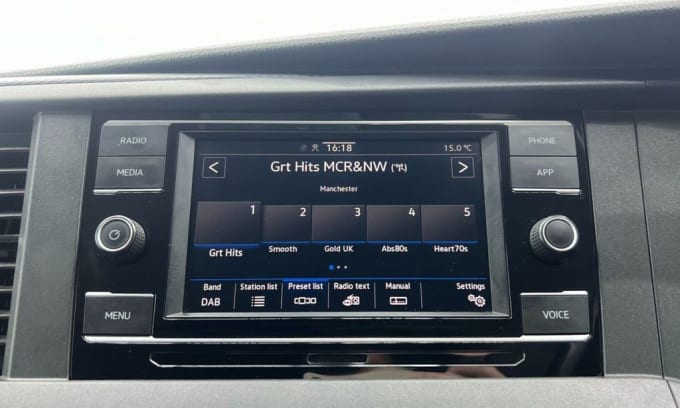 RADIO
MEDIA
MENU
16:18
15.0°C
< Grt Hits MCR&NW >
Manchester
1 2 3 4 5
Grt Hits Smooth Gold UK Abs80s Heart70s
Band Station list Preset list Radio text Manual Settings
DAB
PHONE
APP
VOICE